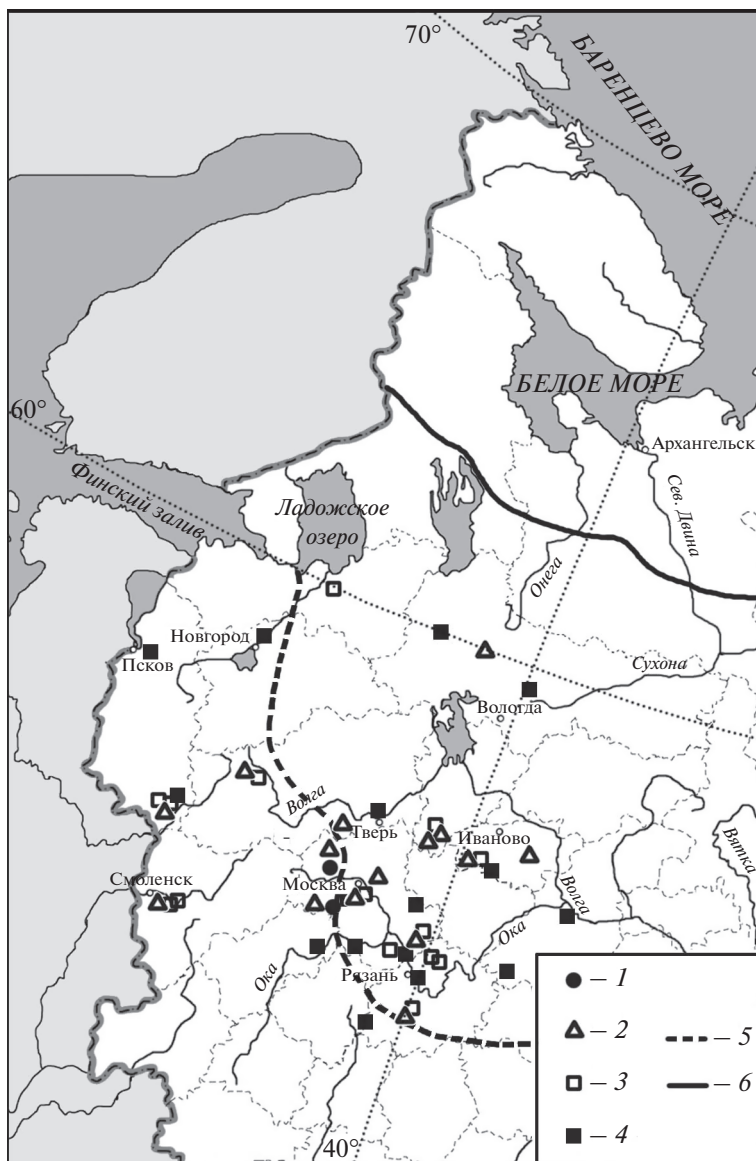 70°
БАРЕНЦЕВО МОРЕ
БЕЛОЕ МОРЕ
60°
Архангельск
Финский залив
Ладожское
озеро
Сев. Двина
Онега
Новгород
Псков
Сухона
Вологда
Волга
Тверь
Иваново
Вятка
Смоленск
Москва
Волга
Ока
Ока
Рязань
– 1
– 2
– 5
– 3
– 6
– 4
40°